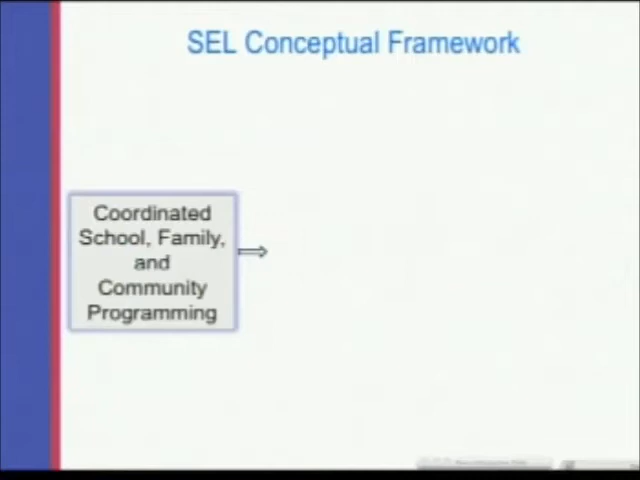 SEL Conceptual Framework
Coordinated
School, Family,
and
Community
Programming